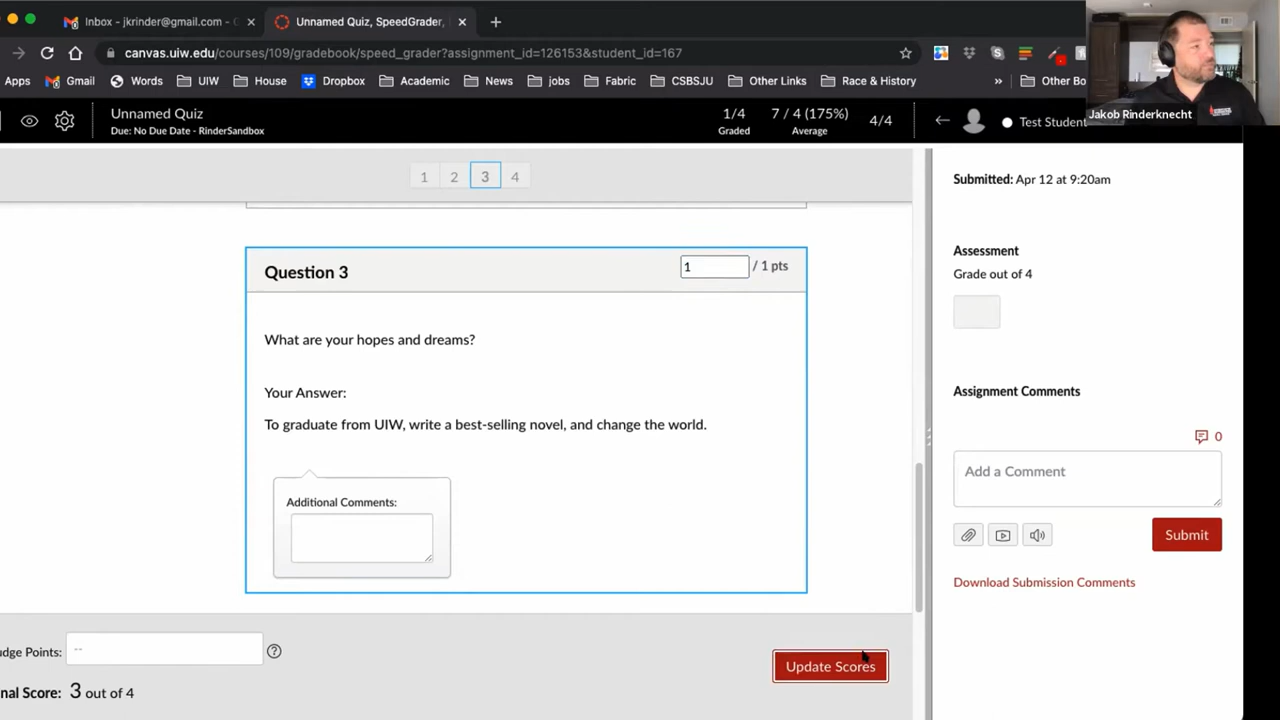 Inbox - jkrinder@gmail.com -
Unnamed Quiz, SpeedGrader,
canvas.uiw.edu/courses/109/gradebook/speed_grader?assignment_id=126153&student_id=167
Apps Gmail Words UIW House Dropbox Academic News jobs Fabric CSBSJU Other Links Race & History » Other Bo
Jakob Rinderknecht
Unnamed Quiz
Due: No Due Date - RinderSandbox
1/4
Graded
7 / 4 (175%)
Average
4/4
Test Student
1 2 3 4
Question 3
1 / 1 pts
What are your hopes and dreams?
Your Answer:
To graduate from UIW, write a best-selling novel, and change the world.
Additional Comments:
udge Points: --
nal Score: 3 out of 4
Update Scores
Submitted: Apr 12 at 9:20am
Assessment
Grade out of 4
Assignment Comments
0
Add a Comment
Submit
Download Submission Comments